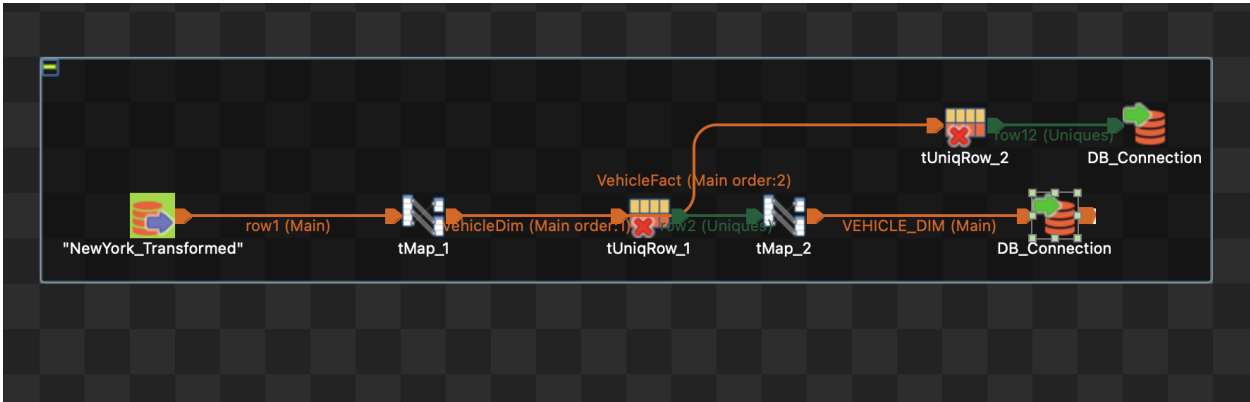 row12 (Uniques)
tUniqRow_2
DB_Connection
VehicleFact (Main order:2)
row1 (Main)
VehicleDim (Main order:1)
row2 (Uniques)
VEHICLE_DIM (Main)
"NewYork_Transformed"
tMap_1
tUniqRow_1
tMap_2
DB_Connection